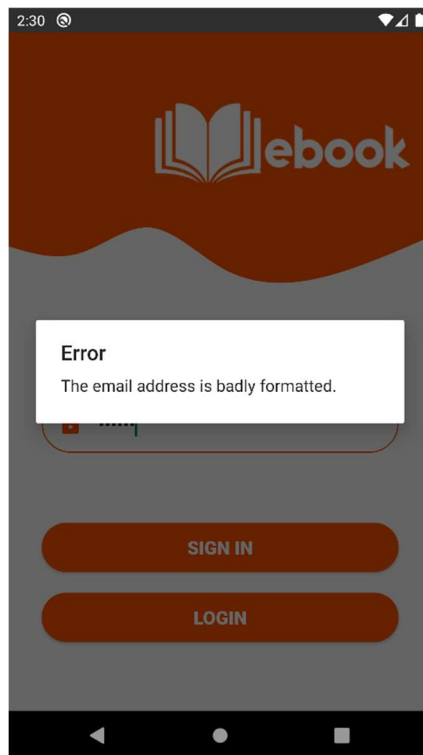 2:30
ebook
Error
The email address is badly formatted.
SIGN IN
LOGIN